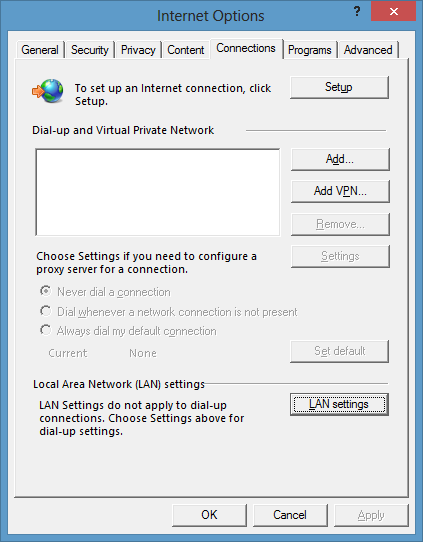 Internet Options
?
General Security Privacy Content Connections Programs Advanced
To set up an Internet connection, click
Setup.
Setup
Dial-up and Virtual Private Network
Add...
Add VPN...
Remove...
Choose Settings if you need to configure a
proxy server for a connection.
Settings
Never dial a connection
Dial whenever a network connection is not present
Always dial my default connection
Current None
Set default
Local Area Network (LAN) settings
LAN Settings do not apply to dial-up
connections. Choose Settings above for
dial-up settings.
LAN settings
OK Cancel Apply